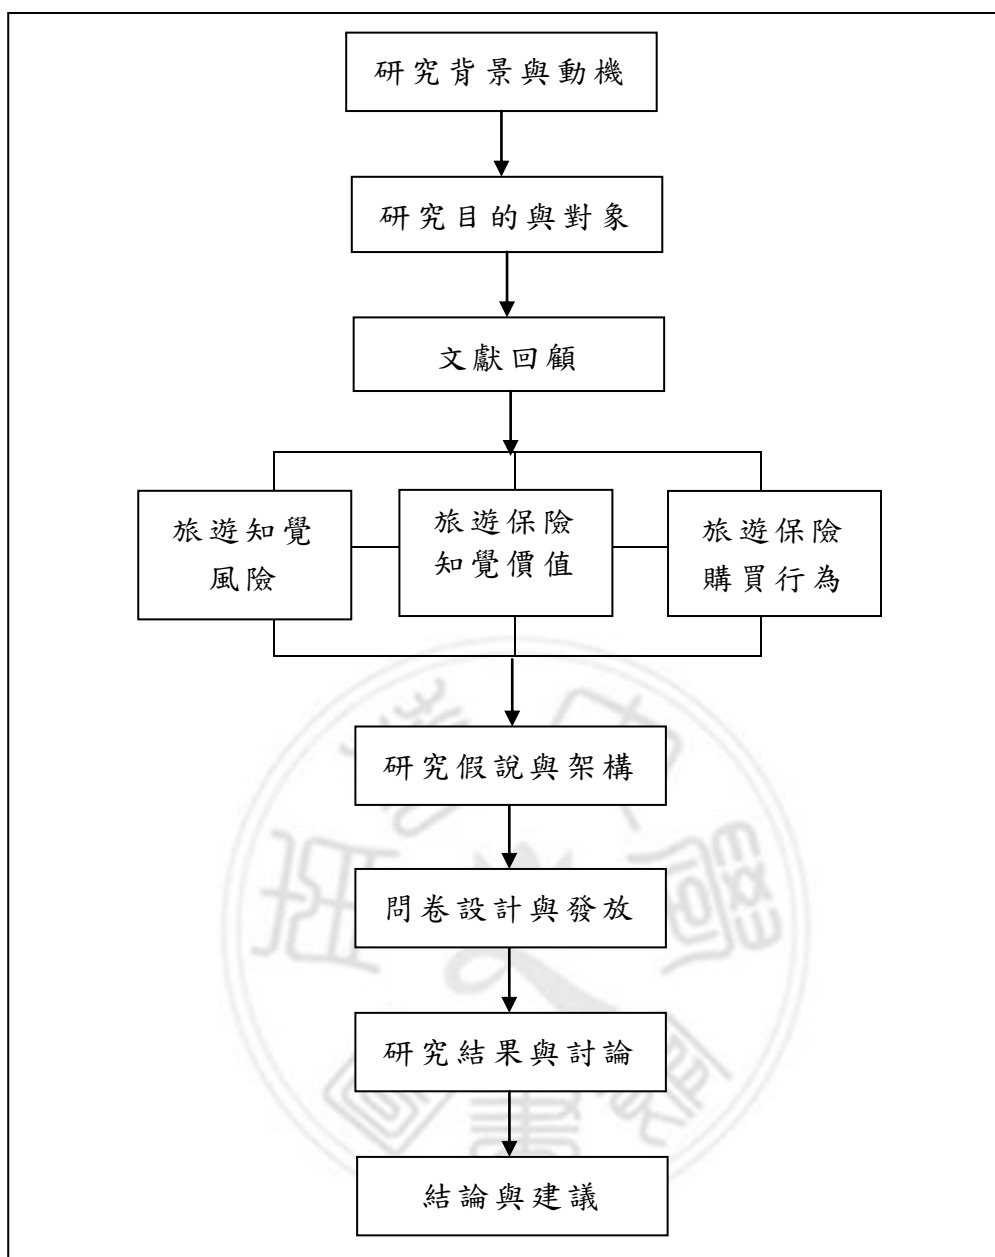 研究背景與動機
研究目的與對象
文獻回顧
旅遊知覺
風險
旅遊保險
知覺價值
旅遊保險
購買行為
研究假說與架構
問卷設計與發放
研究結果與討論
結論與建議